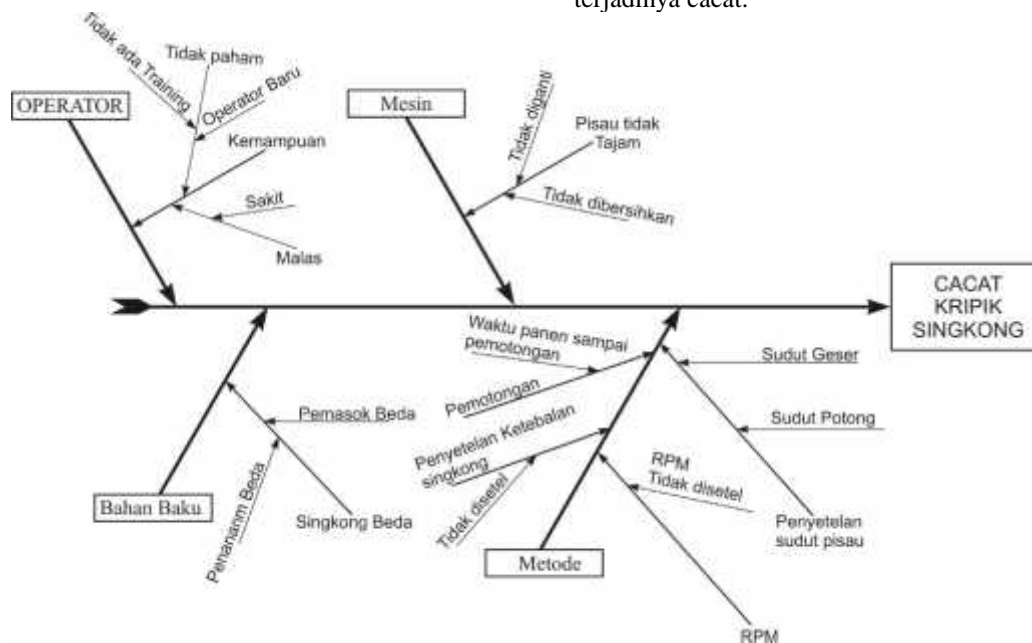 terjadinya cacat.
Tidak ada Training
Tidak paham
Operator Baru
OPERATOR
Kemampuan
Sakit
Malas
Mesin
Tidak diganti
Pisau tidak
Tajam
Tidak dibersihkan
CACAT
KRIPIK
SINGKONG
Waktu panen sampai
pemotongan
Pemotongan
Sudut Geser
Sudut Potong
Penyetelan
sudut pisau
Penyetelan Ketebalan
singkong
Tidak disetel
RPM
Tidak disetel
RPM
Metode
Pemasok Beda
Penananm Beda
Singkong Beda
Bahan Baku